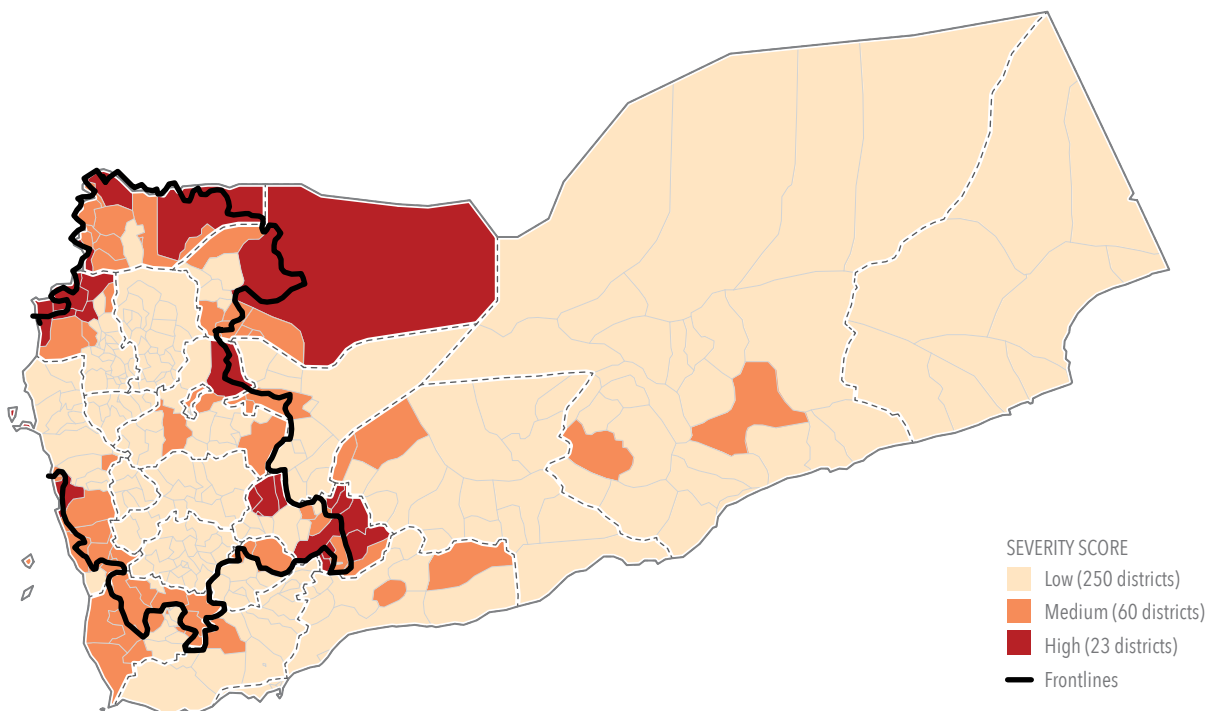 SEVERITY SCORE
Low (250 districts)
Medium (60 districts)
High (23 districts)
Frontlines